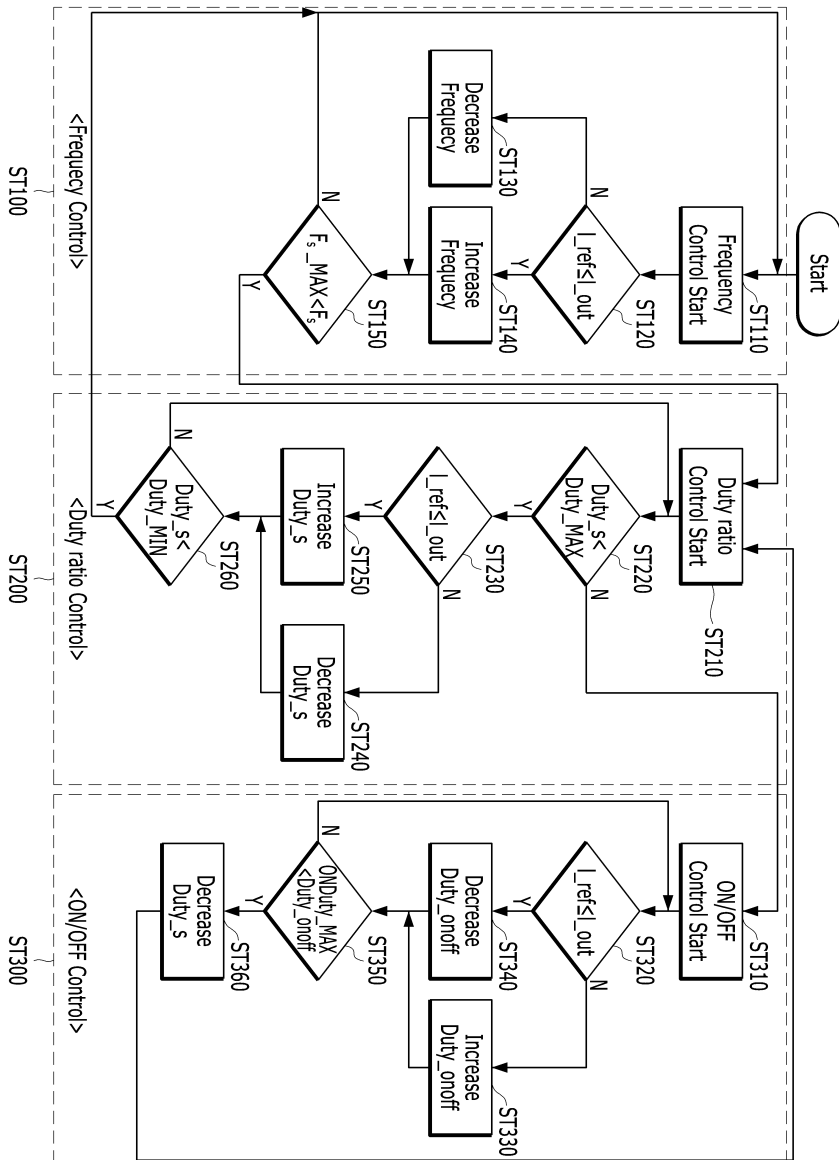 Start
Frequency
Control Start
ST110
I_ref≤I_out
ST120
N
Y
Decrease
Frequecy
ST130
Increase
Frequecy
ST140
Fₛ_MAX<Fₛ
ST150
N
Y
<Frequecy Control>
ST100
Duty ratio
Control Start
ST210
Duty_s<
Duty_MAX
ST220
N
Y
I_ref≤I_out
ST230
N
Y
Increase
Duty_s
ST250
Decrease
Duty_s
ST240
Duty_s<
Duty_MIN
ST260
N
Y
<Duty ratio Control>
ST200
ON/OFF
Control Start
ST310
I_ref≤I_out
ST320
N
Y
Decrease
Duty_onoff
ST340
Increase
Duty_onoff
ST330
ONDuty_MAX
<Duty_onoff
ST350
N
Y
Decrease
Duty_s
ST360
<ON/OFF Control>
ST300